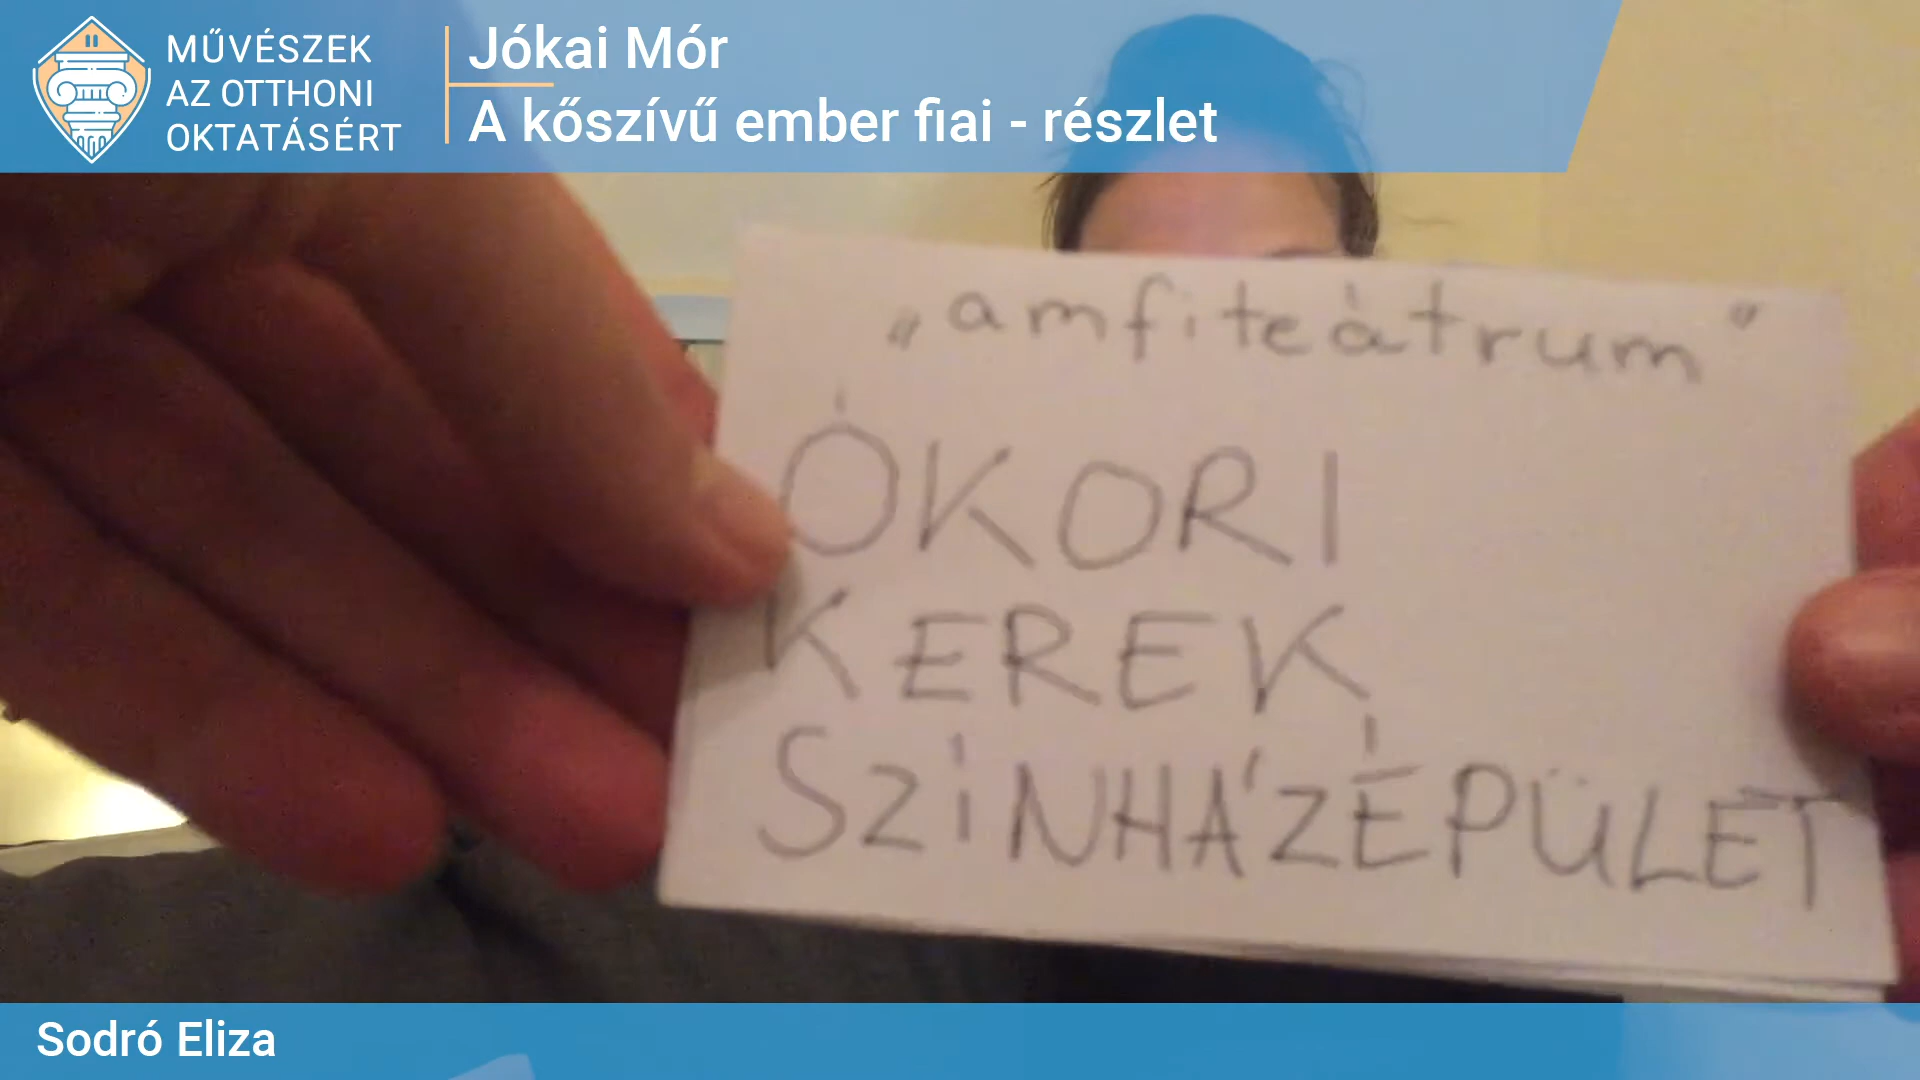 MŰVÉSZEK
AZ OTTHONI
OKTATÁSÉRT
Jókai Mór
A kőszívű ember fiai - részlet
„amfiteátrum"
ÓKORI
KEREK
SZÍNHÁZÉPÜLET
Sodró Eliza